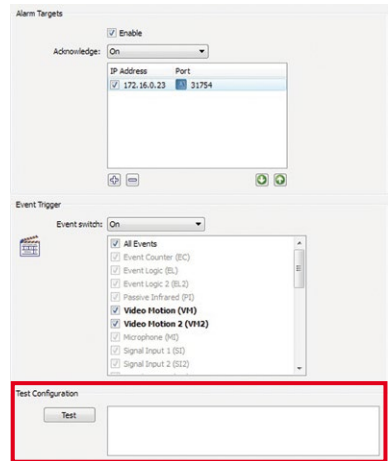 Alarm Targets
Enable
Acknowledge: On
IP Address Port
172.16.0.23 31754
Event Trigger
Event switch: On
All Events
Event Counter (EC)
Event Logic (EL)
Event Logic 2 (EL2)
Passive Infrared (PI)
Video Motion (VM)
Video Motion 2 (VM2)
Microphone (MI)
Signal Input 1 (SI)
Signal Input 2 (SI2)
Test Configuration
Test